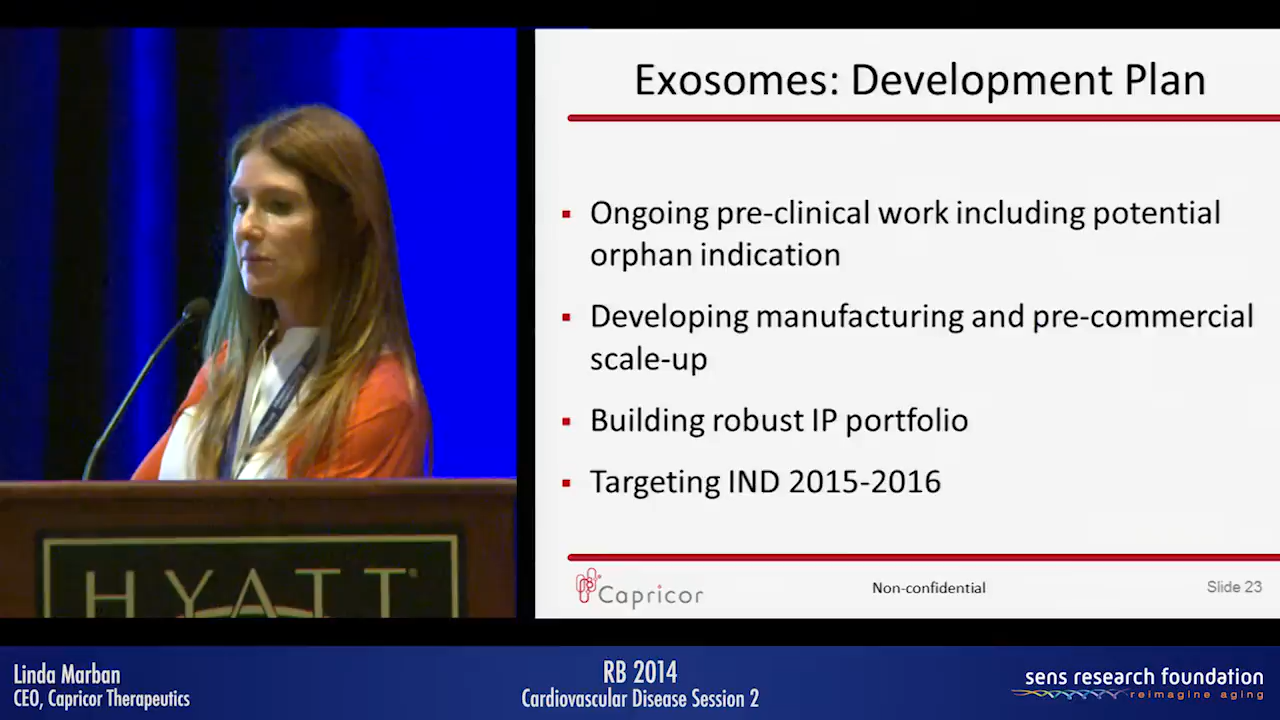 Exosomes: Development Plan
Ongoing pre-clinical work including potential
orphan indication
Developing manufacturing and pre-commercial
scale-up
Building robust IP portfolio
Targeting IND 2015-2016
Capricor
Non-confidential
Slide 23
HYATT
Linda Marban
CEO, Capricor Therapeutics
RB 2014
Cardiovascular Disease Session 2
sens research foundation
reimagine aging